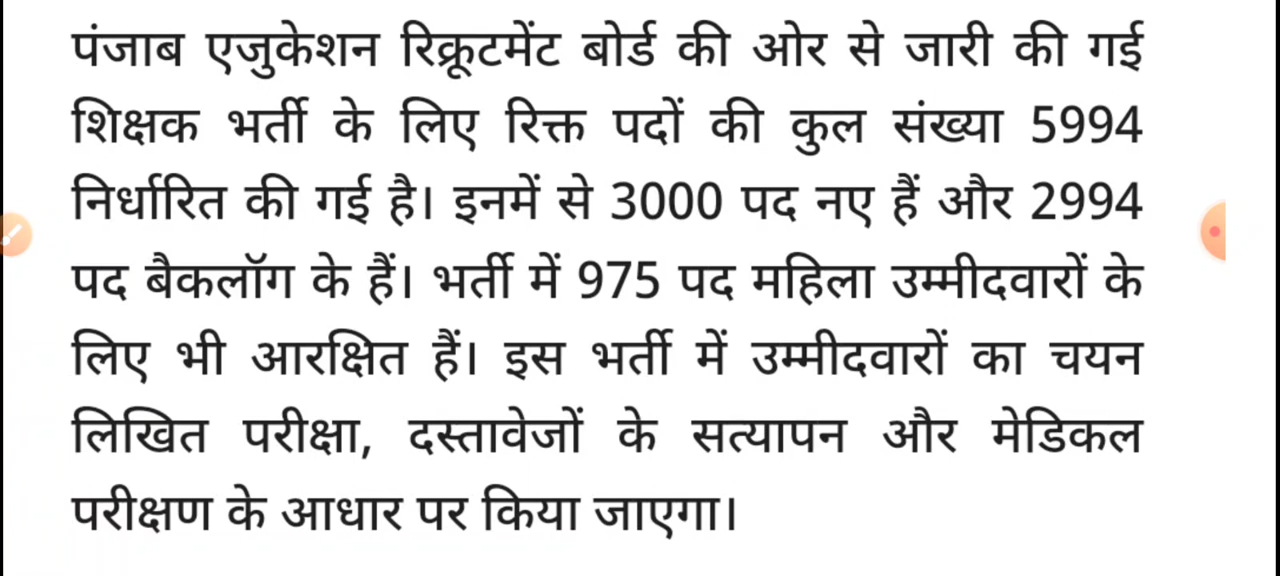 पंजाब एजुकेशन रिक्रूटमेंट बोर्ड की ओर से जारी की गई
शिक्षक भर्ती के लिए रिक्त पदों की कुल संख्या 5994
निर्धारित की गई है। इनमें से 3000 पद नए हैं और 2994
पद बैकलॉग के हैं। भर्ती में 975 पद महिला उम्मीदवारों के
लिए भी आरक्षित हैं। इस भर्ती में उम्मीदवारों का चयन
लिखित परीक्षा, दस्तावेजों के सत्यापन और मेडिकल
परीक्षण के आधार पर किया जाएगा।